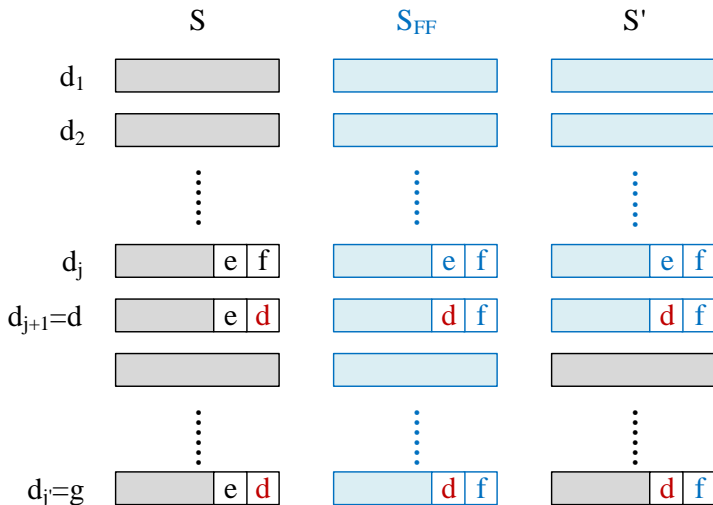 S S_FF S'
d_1
d_2
d_j e f e f e f
d_{j+1}=d e d d f d f
d_{j'}=g e d d f d f